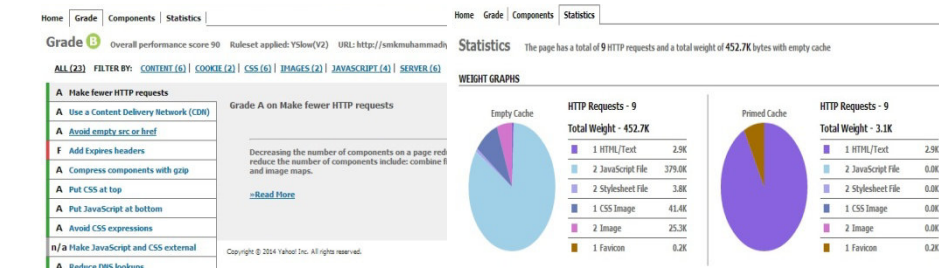 Home Grade Components Statistics
Grade B Overall performance score 90 Ruleset applied: YSlow(V2) URL: http://smkmuhammadiy
ALL (23) FILTER BY: CONTENT (6) | COOKIE (2) | CSS (6) | IMAGES (2) | JAVASCRIPT (4) | SERVER (6)
A Make fewer HTTP requests
A Use a Content Delivery Network (CDN)
A Avoid empty src or href
F Add Expires headers
A Compress components with gzip
A Put CSS at top
A Put JavaScript at bottom
A Avoid CSS expressions
n/a Make JavaScript and CSS external
A Reduce DNS lookups
Grade A on Make fewer HTTP requests
Decreasing the number of components on a page red
reduce the number of components include: combine fi
and image maps.
»Read More
Copyright © 2014 Yahoo! Inc. All rights reserved.
Home Grade Components Statistics
Statistics The page has a total of 9 HTTP requests and a total weight of 452.7K bytes with empty cache
WEIGHT GRAPHS
Empty Cache
HTTP Requests - 9
Total Weight - 452.7K
1 HTML/Text 2.9K
2 JavaScript File 379.0K
2 Stylesheet File 3.8K
1 CSS Image 41.4K
2 Image 25.3K
1 Favicon 0.2K
Primed Cache
HTTP Requests - 9
Total Weight - 3.1K
1 HTML/Text 2.9K
2 JavaScript File 0.0K
2 Stylesheet File 0.0K
1 CSS Image 0.0K
2 Image 0.0K
1 Favicon 0.2K